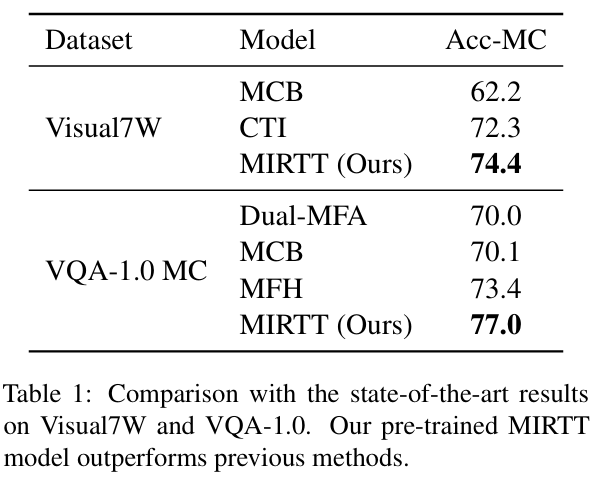 Dataset Model Acc-MC
MCB 62.2
Visual7W CTI 72.3
MIRTT (Ours) 74.4
Dual-MFA 70.0
MCB 70.1
VQA-1.0 MC
MFH 73.4
MIRTT (Ours) 77.0
Table 1: Comparison with the state-of-the-art results
on Visual7W and VQA-1.0. Our pre-trained MIRTT
model outperforms previous methods.